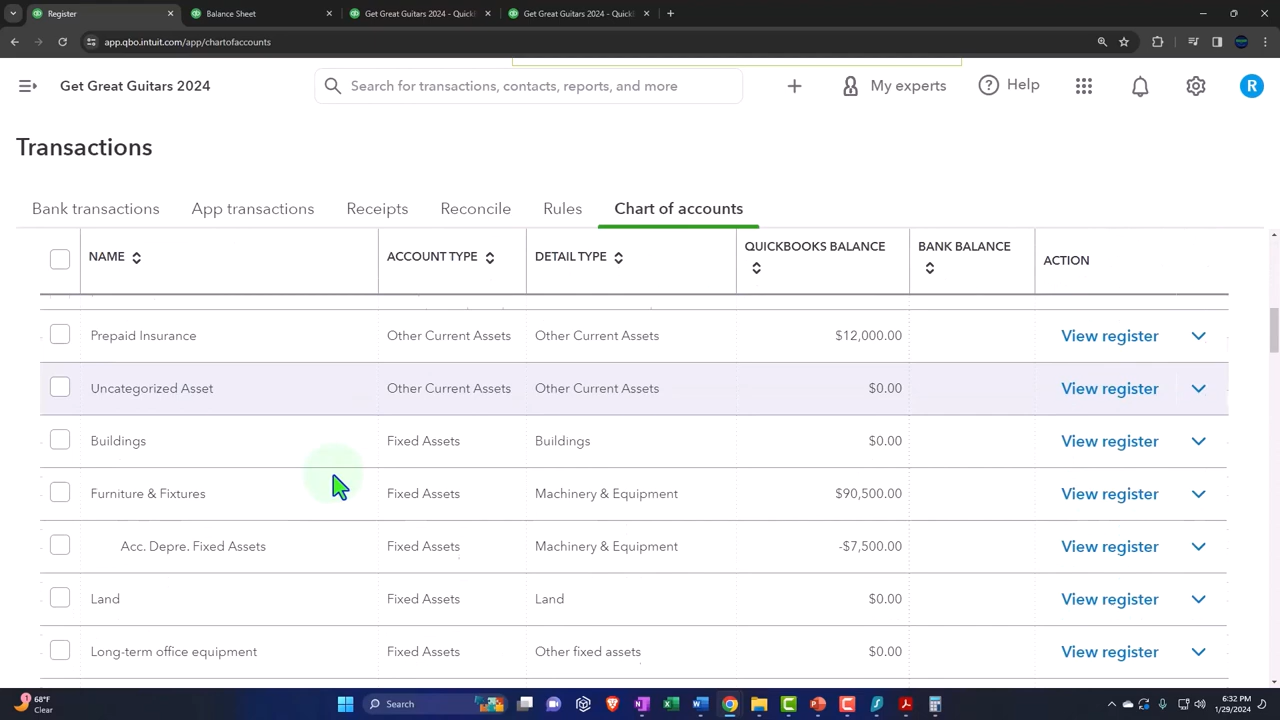 Register
Balance Sheet
Get Great Guitars 2024 - Quick
Get Great Guitars 2024 - Quick
app.qbo.intuit.com/app/chartofaccounts
Get Great Guitars 2024
Search for transactions, contacts, reports, and more
My experts
Help
R
Transactions
Bank transactions App transactions Receipts Reconcile Rules Chart of accounts
NAME ACCOUNT TYPE DETAIL TYPE QUICKBOOKS BALANCE BANK BALANCE ACTION
Prepaid Insurance Other Current Assets Other Current Assets $12,000.00 View register
Uncategorized Asset Other Current Assets Other Current Assets $0.00 View register
Buildings Fixed Assets Buildings $0.00 View register
Furniture & Fixtures Fixed Assets Machinery & Equipment $90,500.00 View register
Acc. Depre. Fixed Assets Fixed Assets Machinery & Equipment -$7,500.00 View register
Land Fixed Assets Land $0.00 View register
Long-term office equipment Fixed Assets Other fixed assets $0.00 View register
68°F
Clear
Search
6:32 PM
1/29/2024